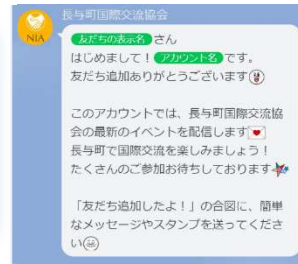 長与町国際交流協会
NIA
友だちの表示名 さん
はじめまして! アカウント名 です。
友だち追加ありがとうございます
このアカウントでは、長与町国際交流協
会の最新のイベントを配信します
長与町で国際交流を楽しみましょう!
たくさんのご参加お待ちしております
「友だち追加したよ!」の合図に、簡単
なメッセージやスタンプを送ってくださ
い